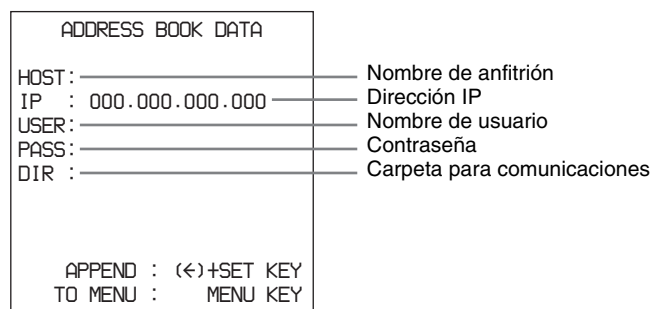 ADDRESS BOOK DATA
HOST: Nombre de anfitrión
IP : 000.000.000.000 Dirección IP
USER: Nombre de usuario
PASS: Contraseña
DIR : Carpeta para comunicaciones
APPEND : (←)+SET KEY
TO MENU : MENU KEY